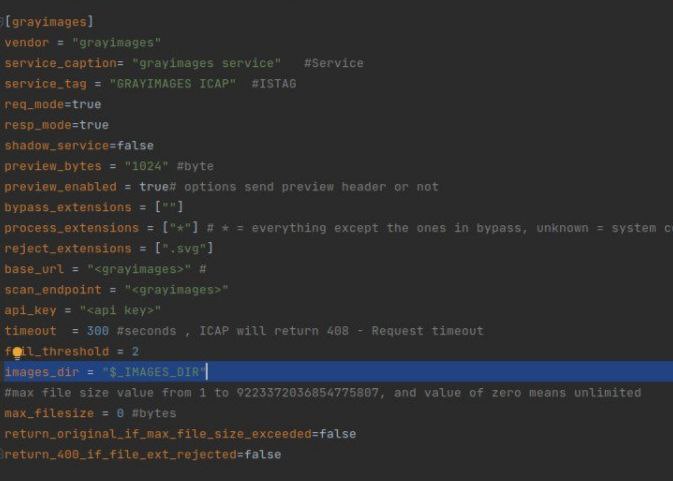 [grayimages]
vendor = "grayimages"
service_caption= "grayimages service"   #Service
service_tag = "GRAYIMAGES ICAP"  #ISTAG
req_mode=true
resp_mode=true
shadow_service=false
preview_bytes = "1024" #byte
preview_enabled = true# options send preview header or not
bypass_extensions = [""]
process_extensions = ["*"] # * = everything except the ones in bypass, unknown = system
reject_extensions = [".svg"]
base_url = "<grayimages>" #
scan_endpoint = "<grayimages>"
api_key = "<api key>"
timeout  = 300 #seconds , ICAP will return 408 - Request timeout
fail_threshold = 2
images_dir = "$_IMAGES_DIR"
#max file size value from 1 to 9223372036854775807, and value of zero means unlimited
max_filesize = 0 #bytes
return_original_if_max_file_size_exceeded=false
return_400_if_file_ext_rejected=false